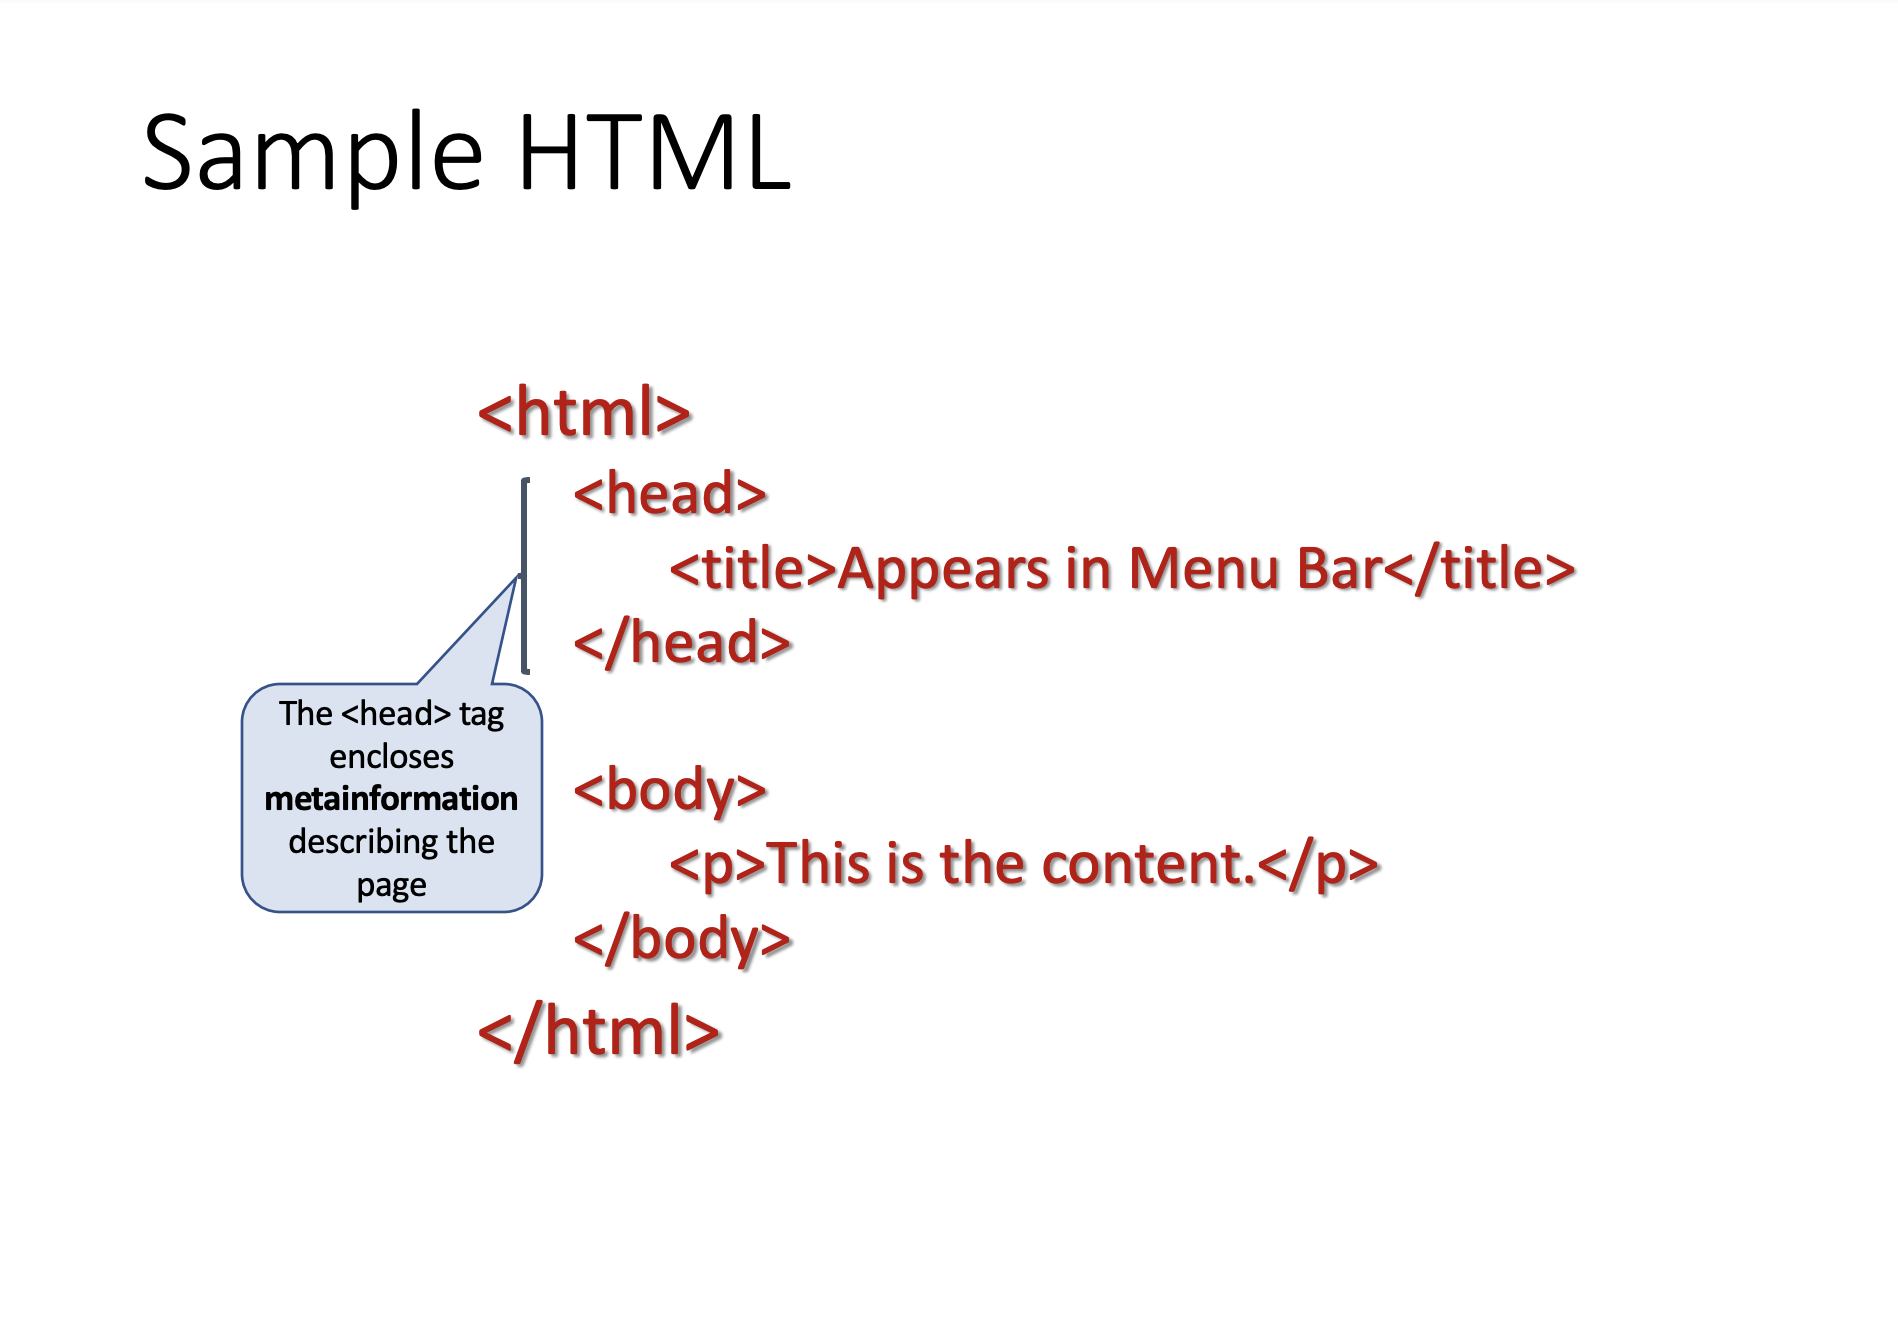 Sample HTML
<html>
<head>
<title>Appears in Menu Bar</title>
</head>
The <head> tag
encloses
metainformation
describing the
page
<body>
<p>This is the content.</p>
</body>
</html>